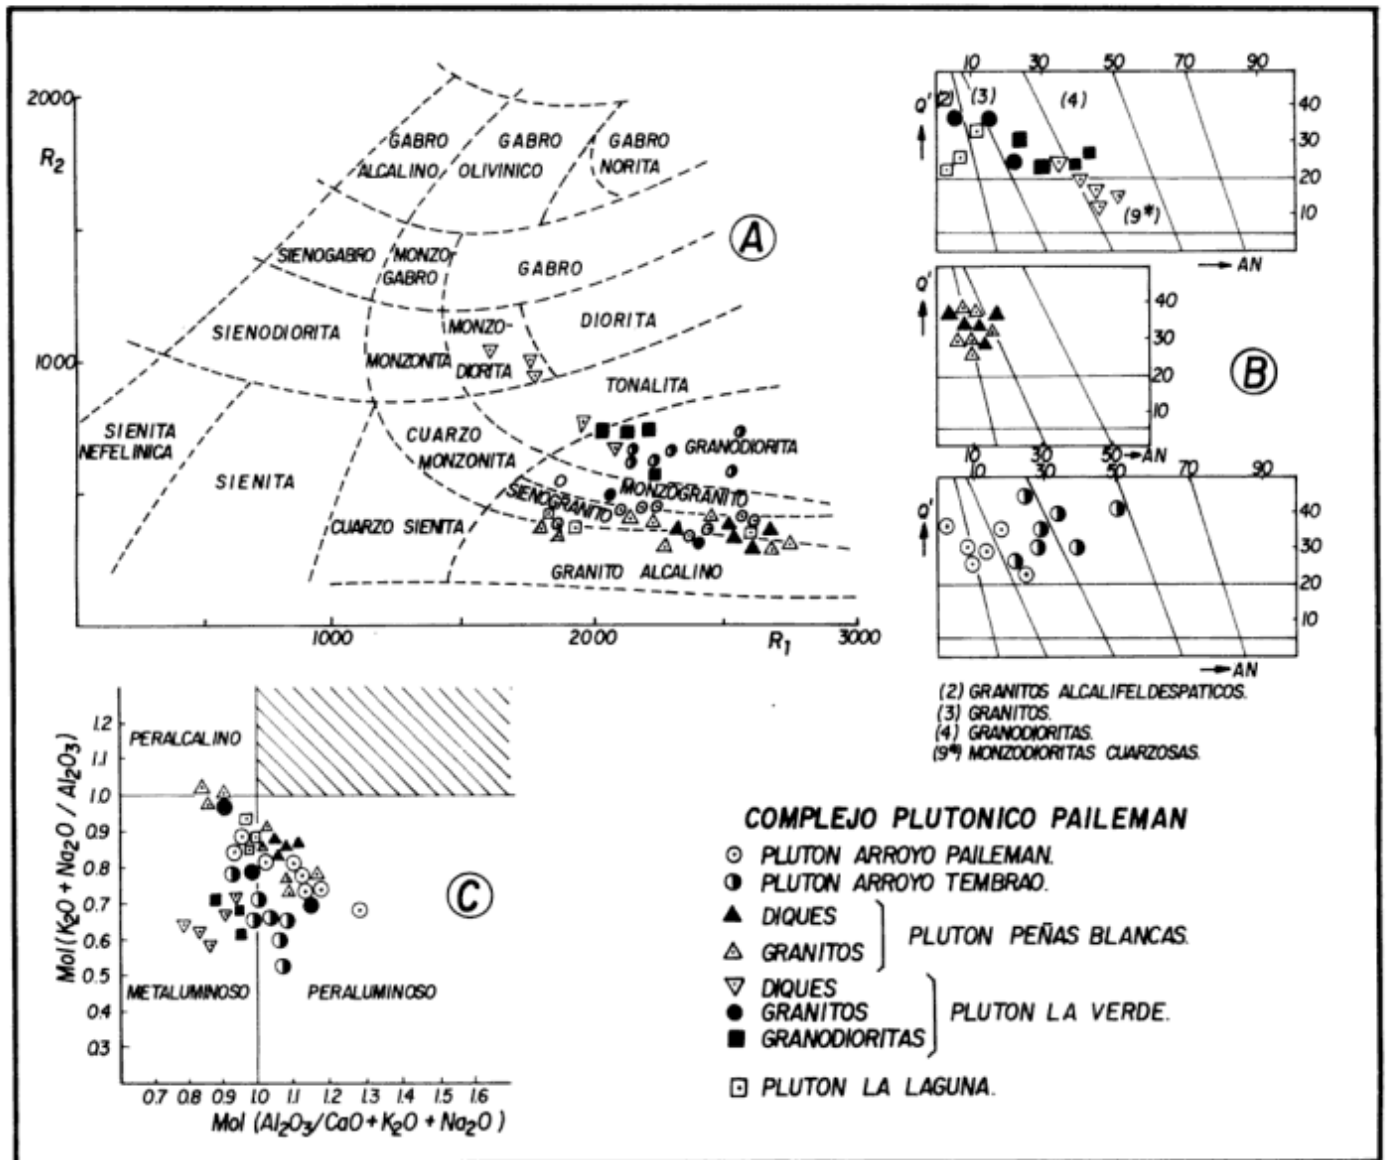 2000
R2
1000
GABRO
ALCALINO
GABRO
OLIVINICO
GABRO
NORITA
A
SIENOGABRO
MONZO-
GABRO
GABRO
SIENODIORITA
MONZONITA
MONZO-
DIORITA
DIORITA
TONALITA
SIENITA
NEFELINICA
SIENITA
CUARZO
MONZONITA
GRANODIORITA
MONZOGRANITO
SIENOGRANITO
CUARZO SIENITA
GRANITO ALCALINO
1000
2000
R1
3000
10 30 50 70 90
Q'
(2)
(3)
(4)
40
30
20
10
(9*)
AN
Q'
40
30
20
10
B
AN
10 30 50 70 90
Q'
40
30
20
10
AN
(2) GRANITOS ALCALIFELDESPATICOS.
(3) GRANITOS.
(4) GRANODIORITAS.
(9*) MONZODIORITAS CUARZOSAS.
Mol(K2O + Na2O / Al2O3)
1.2
1.1
1.0
0.9
0.8
0.7
0.6
0.5
0.4
0.3
PERALCALINO
C
METALUMINOSO
PERALUMINOSO
0.7 0.8 0.9 1.0 1.1 1.2 1.3 1.4 1.5 1.6
Mol (Al2O3/CaO + K2O + Na2O)
COMPLEJO PLUTONICO PAILEMAN
PLUTON ARROYO PAILEMAN.
PLUTON ARROYO TEMBRAO.
DIQUES
GRANITOS
PLUTON PEÑAS BLANCAS.
DIQUES
GRANITOS
GRANODIORITAS
PLUTON LA VERDE.
PLUTON LA LAGUNA.